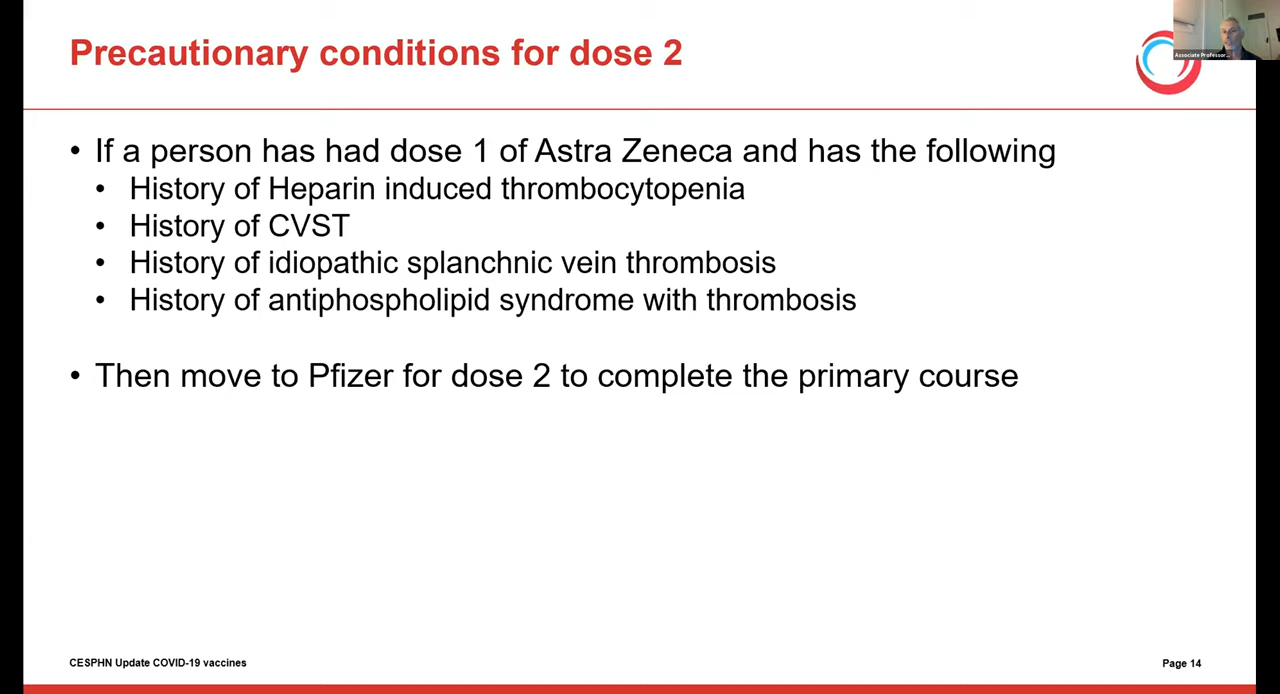 Precautionary conditions for dose 2
Associate Professor...
• If a person has had dose 1 of Astra Zeneca and has the following
• History of Heparin induced thrombocytopenia
• History of CVST
• History of idiopathic splanchnic vein thrombosis
• History of antiphospholipid syndrome with thrombosis
• Then move to Pfizer for dose 2 to complete the primary course
CESPHN Update COVID-19 vaccines
Page 14